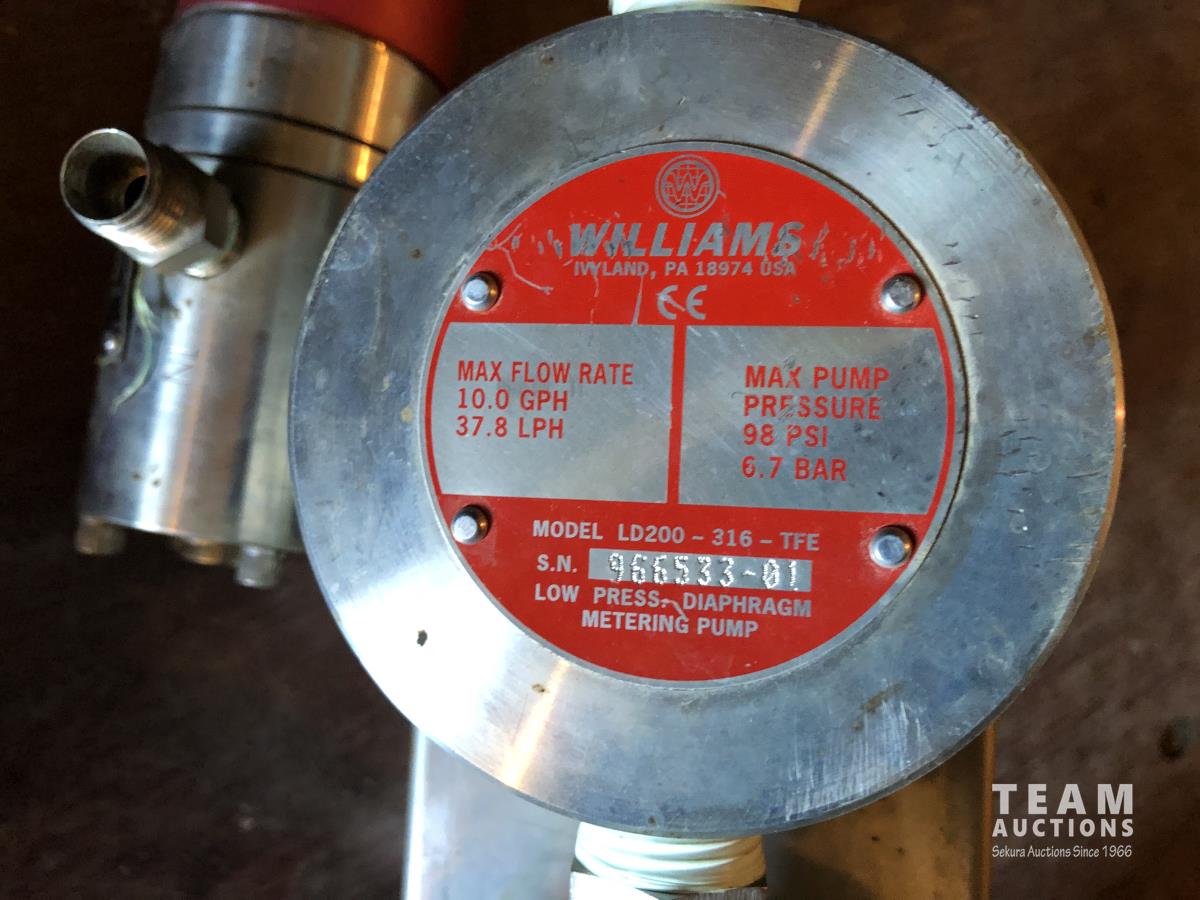 WILLIAMS
IVYLAND, PA 18974 USA
CE
MAX FLOW RATE
10.0 GPH
37.8 LPH
MAX PUMP
PRESSURE
98 PSI
6.7 BAR
MODEL LD200-316-TFE
S.N. 966533-01
LOW PRESS. DIAPHRAGM
METERING PUMP
TEAM
AUCTIONS
Sekura Auctions Since 1966